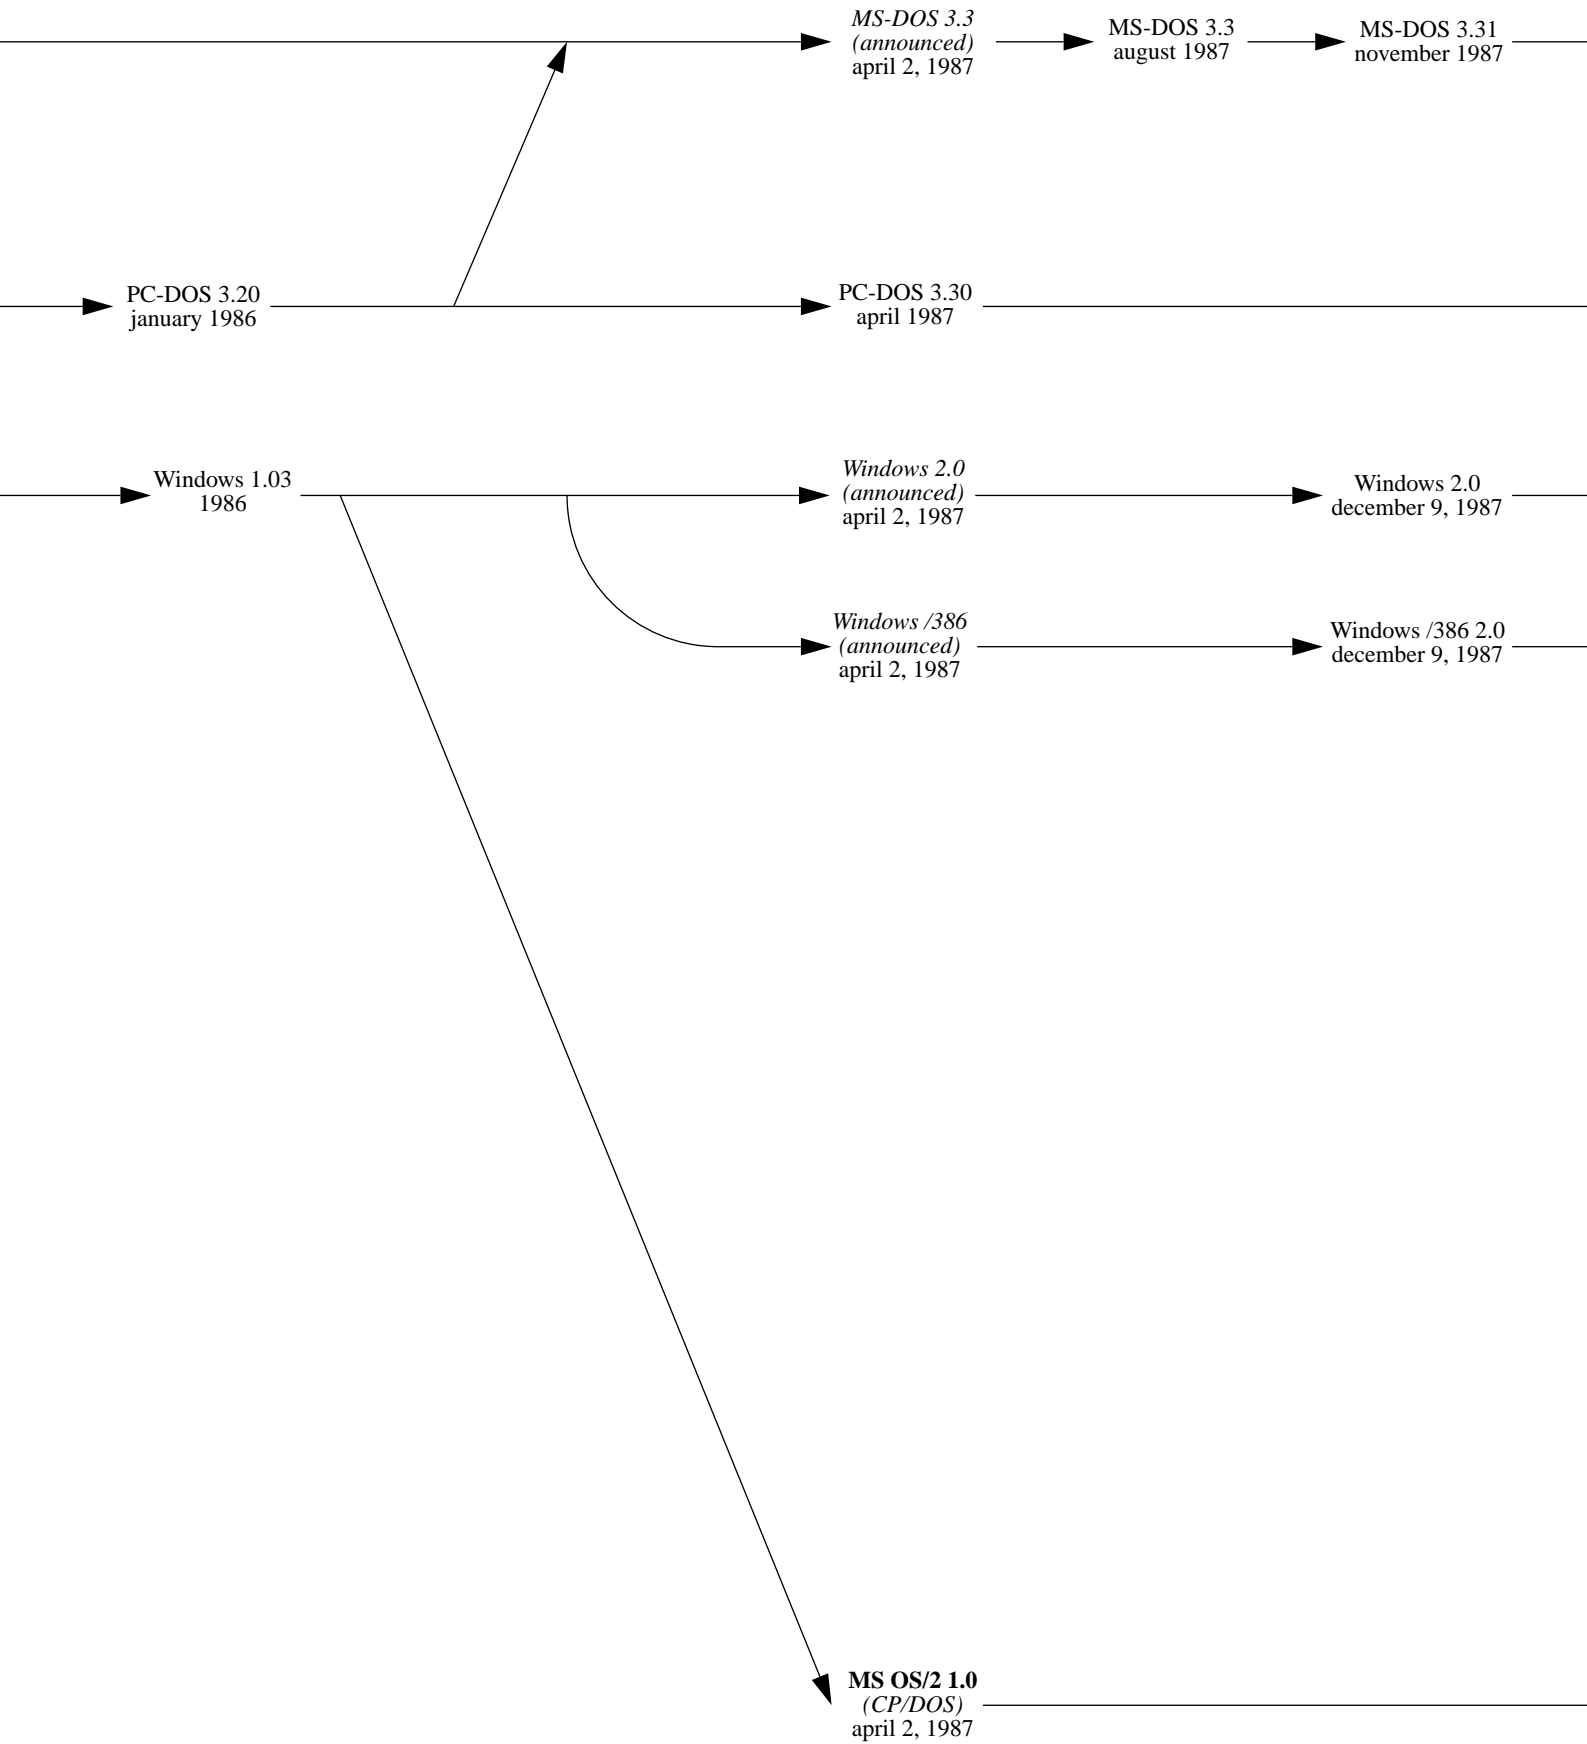 MS-DOS 3.3
(announced)
april 2, 1987
MS-DOS 3.3
august 1987
MS-DOS 3.31
november 1987
PC-DOS 3.20
january 1986
PC-DOS 3.30
april 1987
Windows 1.03
1986
Windows 2.0
(announced)
april 2, 1987
Windows 2.0
december 9, 1987
Windows /386
(announced)
april 2, 1987
Windows /386 2.0
december 9, 1987
MS OS/2 1.0
(CP/DOS)
april 2, 1987